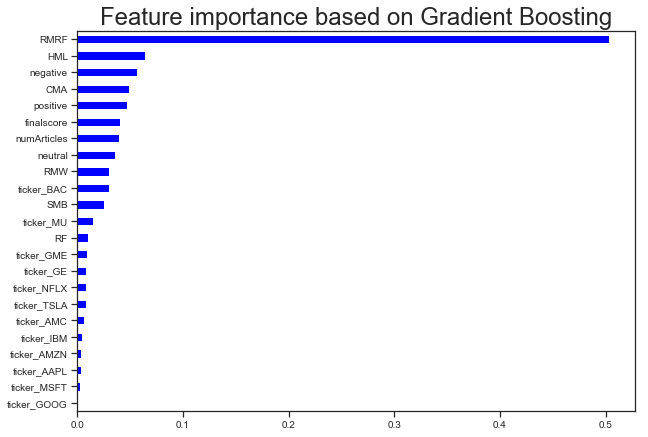 Feature importance based on Gradient Boosting
RMRF
HML
negative
CMA
positive
finalscore
numArticles
neutral
RMW
ticker_BAC
SMB
ticker_MU
RF
ticker_GME
ticker_GE
ticker_NFLX
ticker_TSLA
ticker_AMC
ticker_IBM
ticker_AMZN
ticker_AAPL
ticker_MSFT
ticker_GOOG
0.0 0.1 0.2 0.3 0.4 0.5